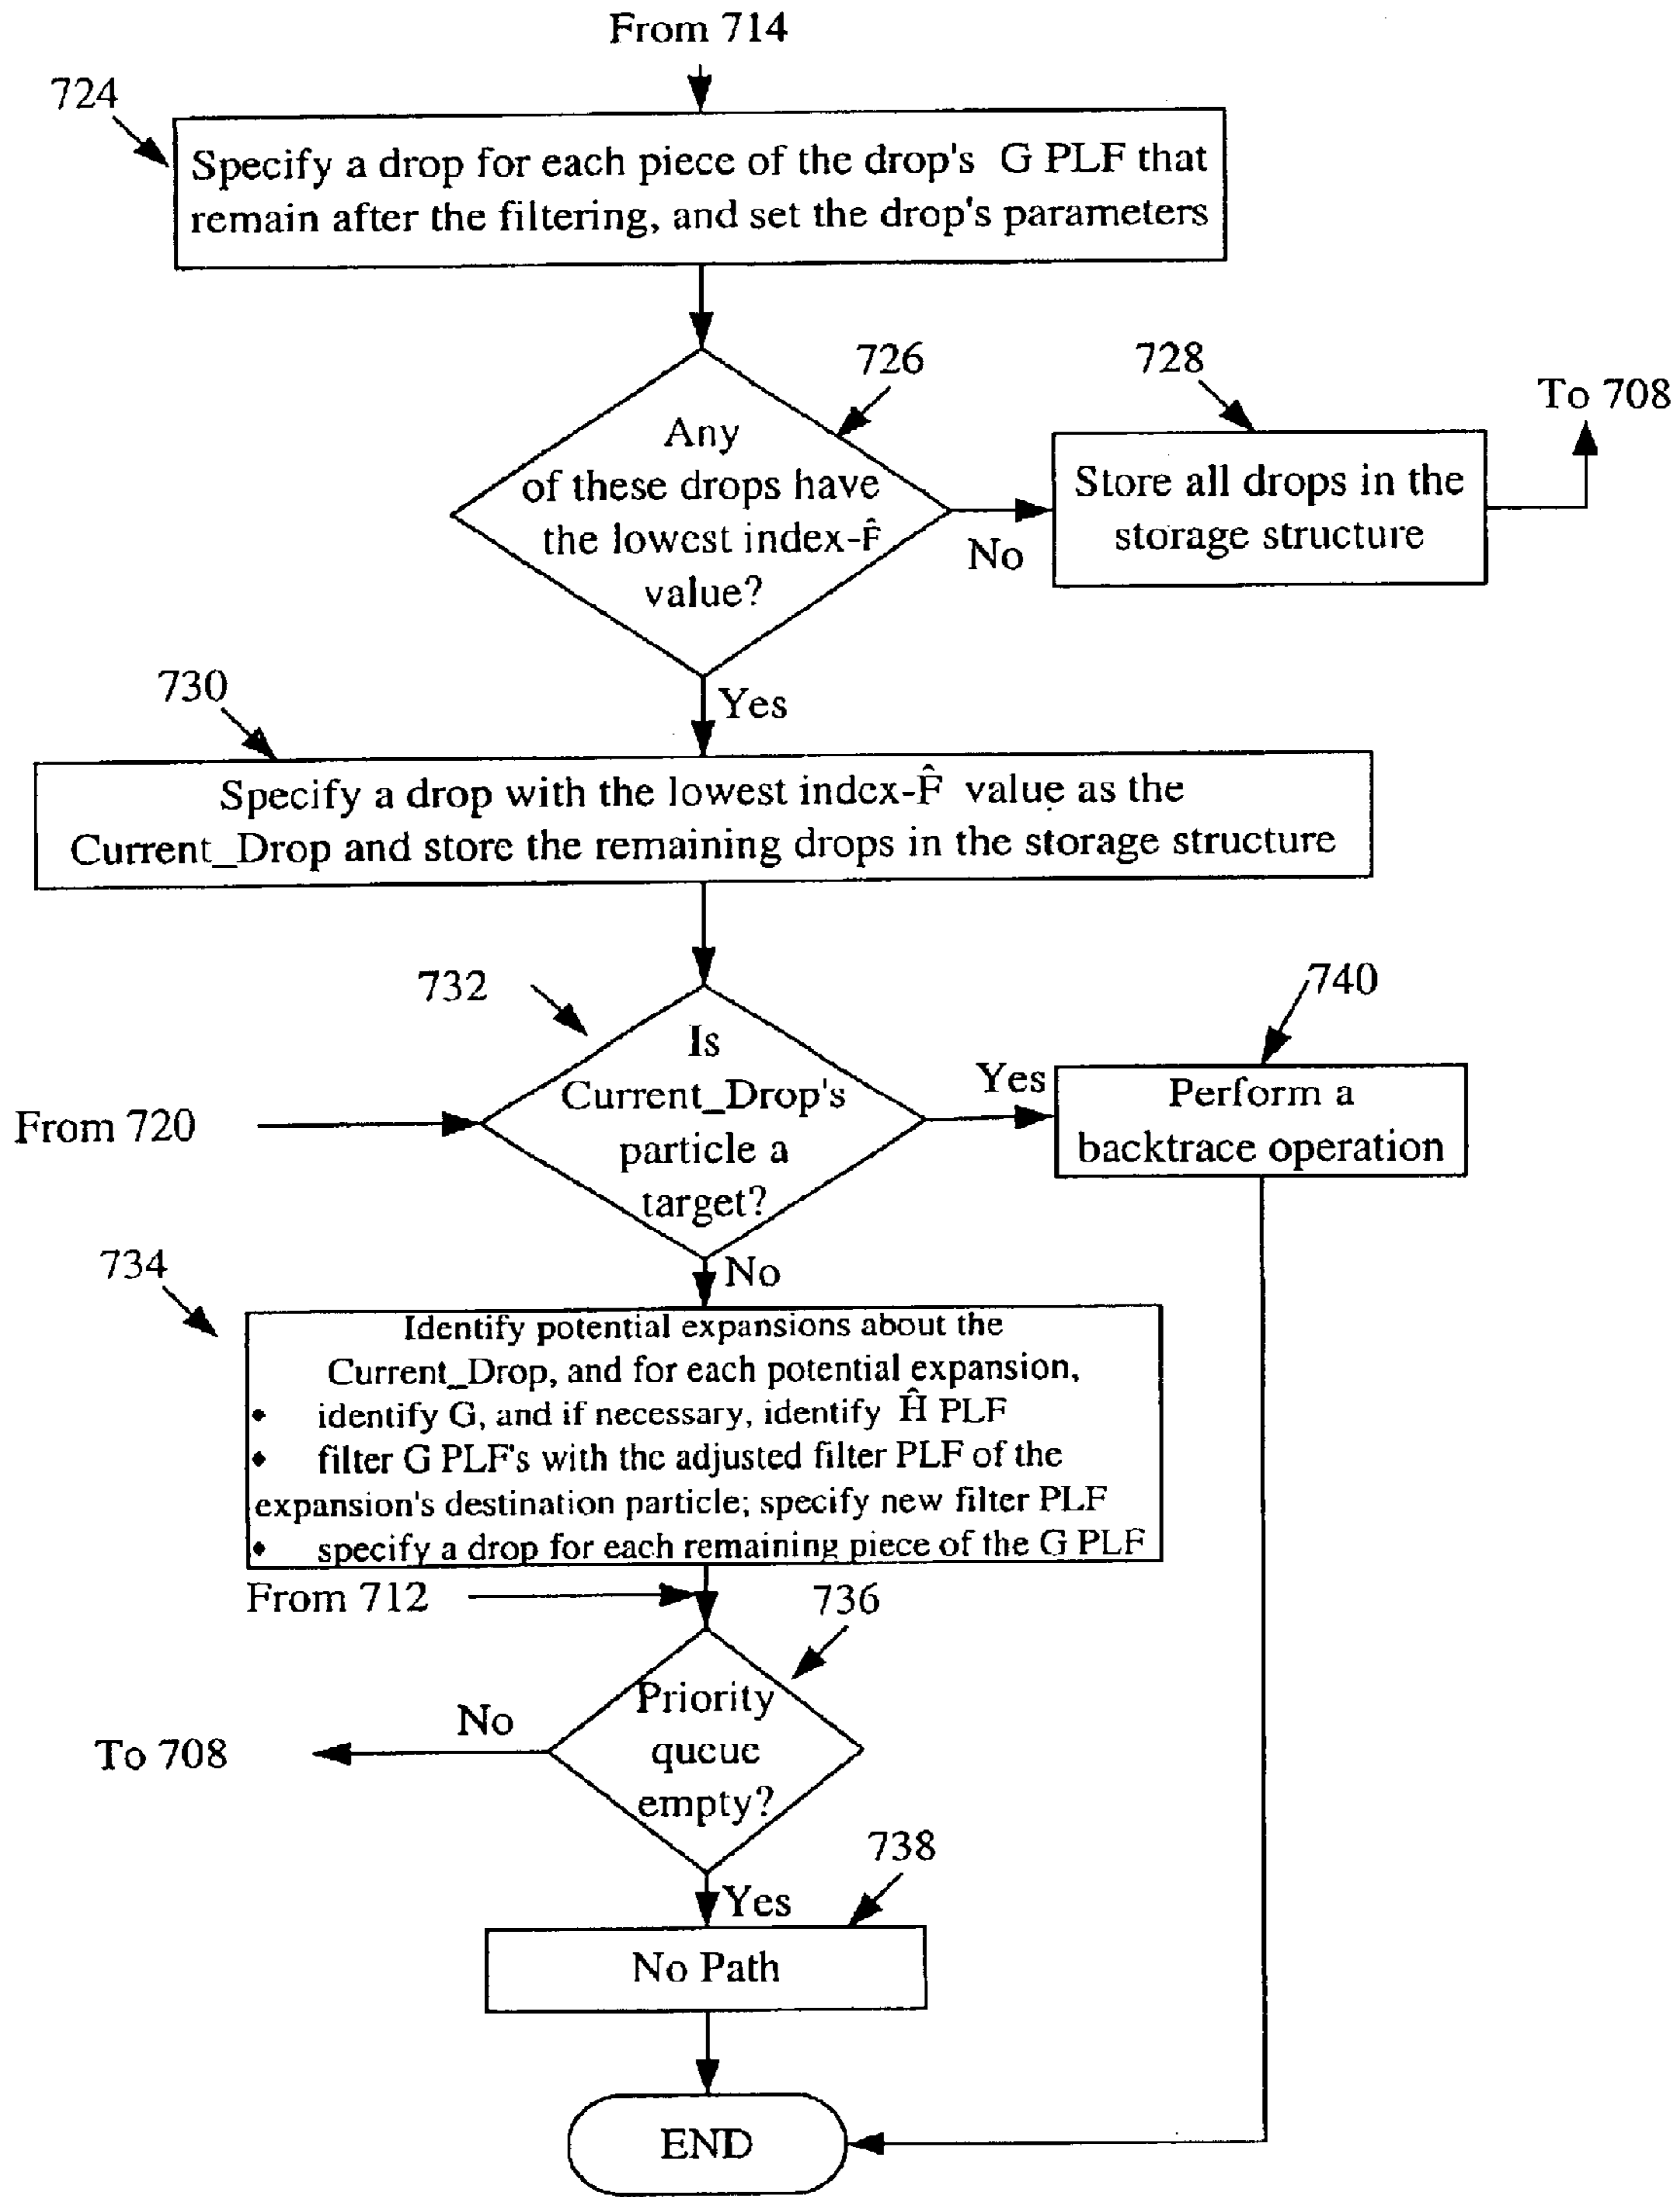 From 714
724
Specify a drop for each piece of the drop's G PLF that
remain after the filtering, and set the drop's parameters
726
728
To 708
Any
of these drops have
the lowest index-F̂
value?
No
Store all drops in the
storage structure
730
Yes
Specify a drop with the lowest index-F̂ value as the
Current_Drop and store the remaining drops in the storage structure
732
740
Is
Current_Drop's
particle a
target?
Yes
Perform a
backtrace operation
From 720
734
No
Identify potential expansions about the
Current_Drop, and for each potential expansion,
• identify G, and if necessary, identify Ĥ PLF
• filter G PLF's with the adjusted filter PLF of the
expansion's destination particle; specify new filter PLF
• specify a drop for each remaining piece of the G PLF
From 712
736
Priority
queue
empty?
No
To 708
738
Yes
No Path
END